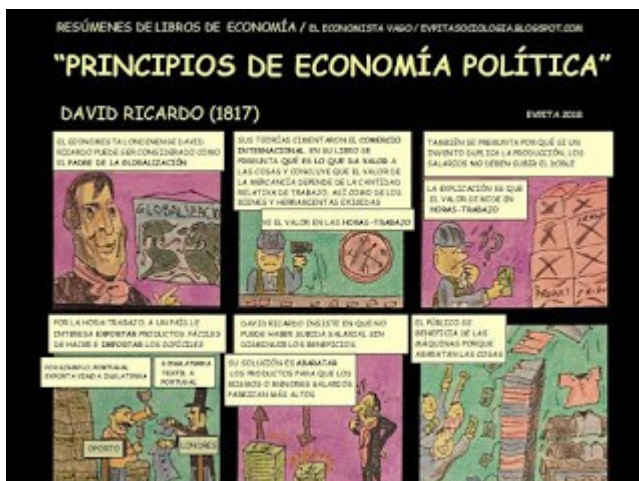 RESÚMENES DE LIBROS DE ECONOMÍA / EL ECONOMISTA VAGO / EVPITASOCIOLOGIA.BLOGSPOT.COM
"PRINCIPIOS DE ECONOMÍA POLÍTICA"
DAVID RICARDO (1817)
EVPITA 2018
EL ECONOMISTA LONDINENSE DAVID
RICARDO PUEDE SER CONSIDERADO COMO
EL PADRE DE LA GLOBALIZACIÓN
GLOBALIZACIO
SUS TEORÍAS CIMENTARON EL COMERCIO
INTERNACIONAL. EN SU LIBRO SE
PREGUNTA QUÉ ES LO QUE DA VALOR A
LAS COSAS Y CONCLUYE QUE EL VALOR DE
LA MERCANCÍA DEPENDE DE LA CANTIDAD
RELATIVA DE TRABAJO, ASÍ COMO DE LOS
BIENES Y HERRAMIENTAS EXIGIDAS
EL VALOR EN LAS HORAS-TRABAJO
TAMBIÉN SE PREGUNTA POR QUÉ SI UN
INVENTO DUPLICA LA PRODUCCIÓN, LOS
SALARIOS NO DEBEN SUBIR EL DOBLE
LA EXPLICACIÓN ES QUE
EL VALOR SE MIDE EN
HORAS-TRABAJO
POR LA HORA-TRABAJO, A UN PAÍS LE
INTERESA EXPORTAR PRODUCTOS FÁCILES
DE HACER E IMPORTAR LOS DIFÍCILES
POR EJEMPLO, PORTUGAL
EXPORTA VINO A INGLATERRA
E INGLATERRA
TEXTIL A
PORTUGAL
OPORTO
LONDRES
DAVID RICARDO INSISTE EN QUE NO
PUEDE HABER SUBIDA SALARIAL SIN
DISMINUIR LOS BENEFICIOS.
SU SOLUCIÓN ES ABARATAR
LOS PRODUCTOS PARA QUE LOS
MISMOS O MENORES SALARIOS
PAREZCAN MÁS ALTOS
EL PÚBLICO SE
BENEFICIA DE LAS
MÁQUINAS PORQUE
ABARATAN LAS COSAS